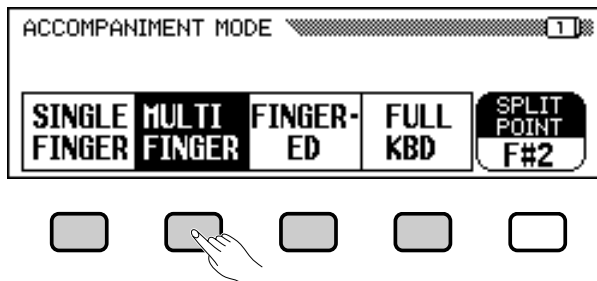 ACCOMPANIMENT MODE 1
SINGLE FINGER
MULTI FINGER
FINGER-
ED
FULL KBD
SPLIT POINT
F#2